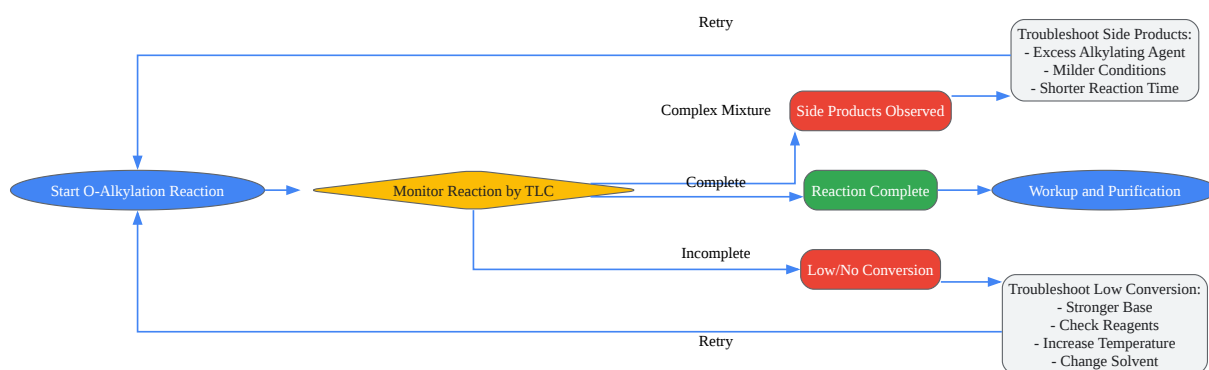 Retry
Troubleshoot Side Products:
- Excess Alkylating Agent
- Milder Conditions
- Shorter Reaction Time
Complex Mixture
Side Products Observed
Start O-Alkylation Reaction
Monitor Reaction by TLC
Complete
Reaction Complete
Workup and Purification
Incomplete
Low/No Conversion
Troubleshoot Low Conversion:
- Stronger Base
- Check Reagents
- Increase Temperature
- Change Solvent
Retry